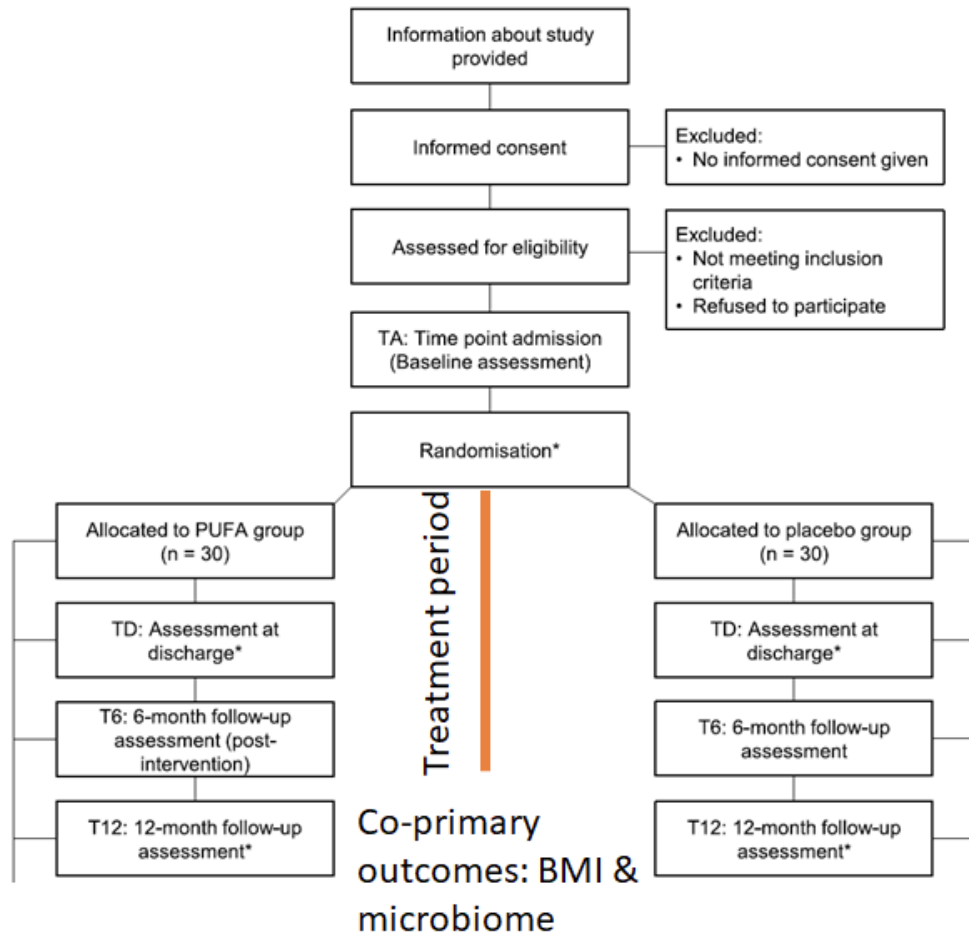 Information about study
provided
Informed consent
Excluded:
• No informed consent given
Assessed for eligibility
Excluded:
• Not meeting inclusion
criteria
• Refused to participate
TA: Time point admission
(Baseline assessment)
Randomisation*
Allocated to PUFA group
(n = 30)
TD: Assessment at
discharge*
T6: 6-month follow-up
assessment (post-
intervention)
T12: 12-month follow-up
assessment*
Treatment period
Co-primary
outcomes: BMI &
microbiome
Allocated to placebo group
(n = 30)
TD: Assessment at
discharge*
T6: 6-month follow-up
assessment
T12: 12-month follow-up
assessment*